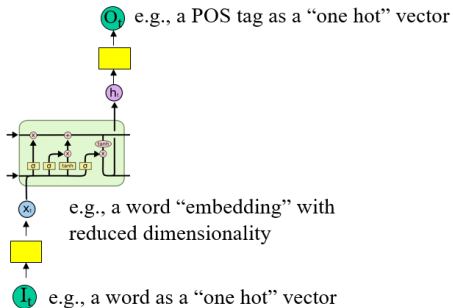 Oₜ e.g., a POS tag as a “one hot” vector
hₜ
x +
tanh
x x
σ σ tanh σ
xₜ e.g., a word “embedding” with
reduced dimensionality
Iₜ e.g., a word as a “one hot” vector